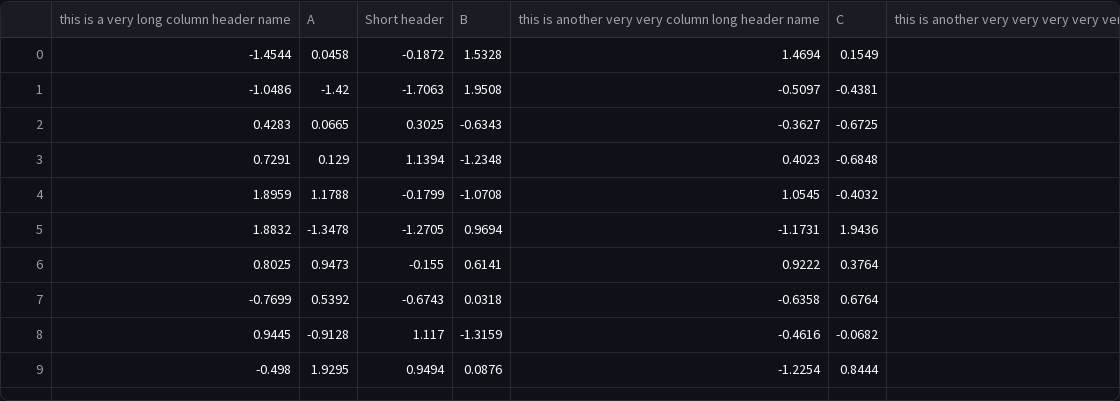 this is a very long column header name A Short header B this is another very very column long header name C this is another very very very very
0 -1.4544 0.0458 -0.1872 1.5328 1.4694 0.1549
1 -1.0486 -1.42 -1.7063 1.9508 -0.5097 -0.4381
2 0.4283 0.0665 0.3025 -0.6343 -0.3627 -0.6725
3 0.7291 0.129 1.1394 -1.2348 0.4023 -0.6848
4 1.8959 1.1788 -0.1799 -1.0708 1.0545 -0.4032
5 1.8832 -1.3478 -1.2705 0.9694 -1.1731 1.9436
6 0.8025 0.9473 -0.155 0.6141 0.9222 0.3764
7 -0.7699 0.5392 -0.6743 0.0318 -0.6358 0.6764
8 0.9445 -0.9128 1.117 -1.3159 -0.4616 -0.0682
9 -0.498 1.9295 0.9494 0.0876 -1.2254 0.8444